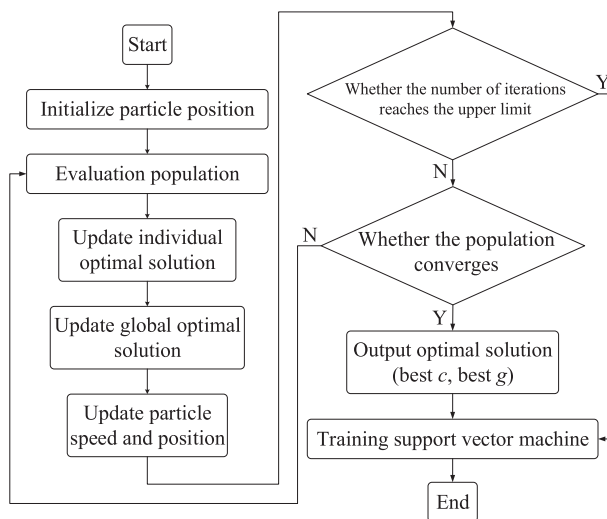 Start
Initialize particle position
Evaluation population
Update individual
optimal solution
Update global optimal
solution
Update particle
speed and position
Whether the number of iterations
reaches the upper limit
Y
N
Whether the population
converges
N
Y
Output optimal solution
(best c, best g)
Training support vector machine
End